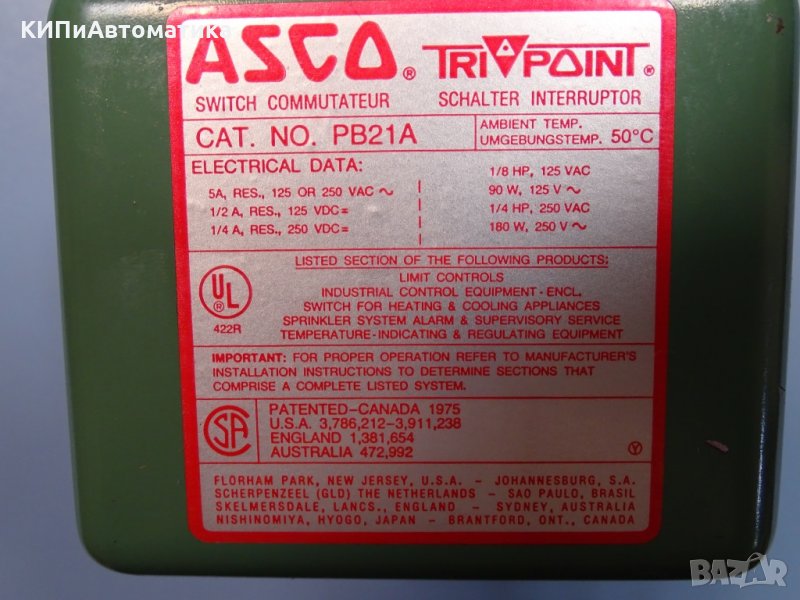 КИПиАвтоматика
ASCO ® TRI POINT ®
SWITCH COMMUTATEUR SCHALTER INTERRUPTOR
CAT. NO. PB21A
AMBIENT TEMP.
UMGEBUNGSTEMP. 50°C
ELECTRICAL DATA:
5A, RES., 125 OR 250 VAC ~
1/2 A, RES., 125 VDC=
1/4 A, RES., 250 VDC=
1/8 HP, 125 VAC
90 W, 125 V ~
1/4 HP, 250 VAC
180 W, 250 V ~
UL ®
422R
LISTED SECTION OF THE FOLLOWING PRODUCTS:
LIMIT CONTROLS
INDUSTRIAL CONTROL EQUIPMENT - ENCL.
SWITCH FOR HEATING & COOLING APPLIANCES
SPRINKLER SYSTEM ALARM & SUPERVISORY SERVICE
TEMPERATURE-INDICATING & REGULATING EQUIPMENT
IMPORTANT: FOR PROPER OPERATION REFER TO MANUFACTURER'S
INSTALLATION INSTRUCTIONS TO DETERMINE SECTIONS THAT
COMPRISE A COMPLETE LISTED SYSTEM.
SA
PATENTED-CANADA 1975
U.S.A. 3,786,212-3,911,238
ENGLAND 1,381,654
AUSTRALIA 472,992
Y
FLORHAM PARK, NEW JERSEY, U.S.A. - JOHANNESBURG, S.A.
SCHERPENZEEL (GLD) THE NETHERLANDS - SAO PAULO, BRASIL
SKELMERSDALE, LANCS., ENGLAND - SYDNEY, AUSTRALIA
NISHINOMIYA, HYOGO, JAPAN - BRANTFORD, ONT., CANADA
BAZAR